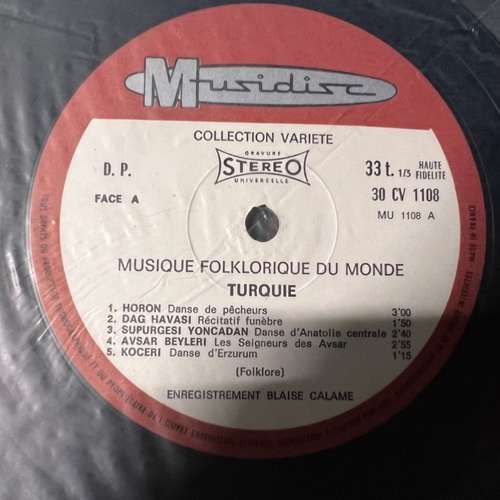 Musidisc
COLLECTION VARIETE
GRAVURE
STEREO
UNIVERSELLE
D. P.
FACE A
33 t. 1/3 HAUTE FIDELITE
30 CV 1108
MU 1108 A
MUSIQUE FOLKLORIQUE DU MONDE
TURQUIE
1. HORON Danse de pêcheurs 3'00
2. DAG HAVASI Récitatif funèbre 1'50
3. SUPURGESI YONCADAN Danse d'Anatolie centrale 2'40
4. AVSAR BEYLERI Les Seigneurs des Avsar 2'55
5. KOCERI Danse d'Erzurum 1'15
(Folklore)
ENREGISTREMENT BLAISE CALAME